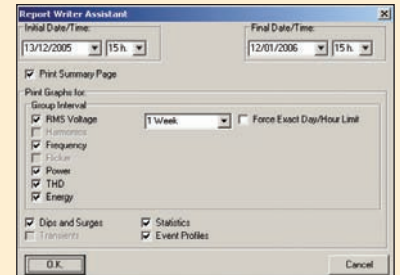 Report Writer Assistant
Initial Date/Time: Final Date/Time:
13/12/2005 15 h. 12/01/2006 15 h.
Print Summary Page
Print Graphs for:
Group Interval
RMS Voltage 1 Week Force Exact Day/Hour Limit
Harmonics
Frequency
Flicker
Power
THD
Energy
Dips and Surges Statistics
Transients Event Profiles
O.K. Cancel